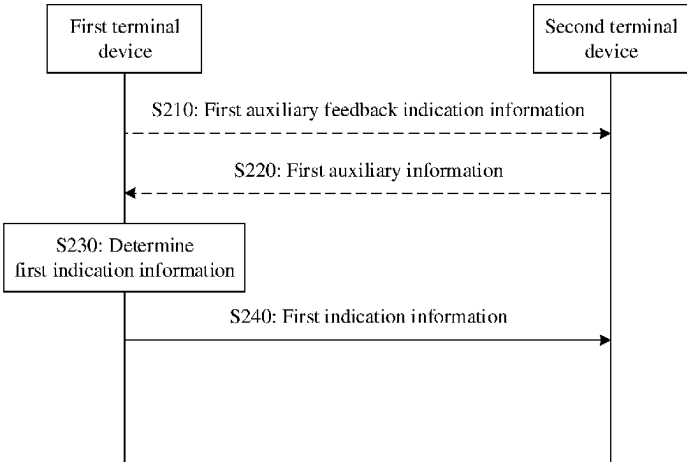 First terminal
device
Second terminal
device
S210: First auxiliary feedback indication information
S220: First auxiliary information
S230: Determine
first indication information
S240: First indication information